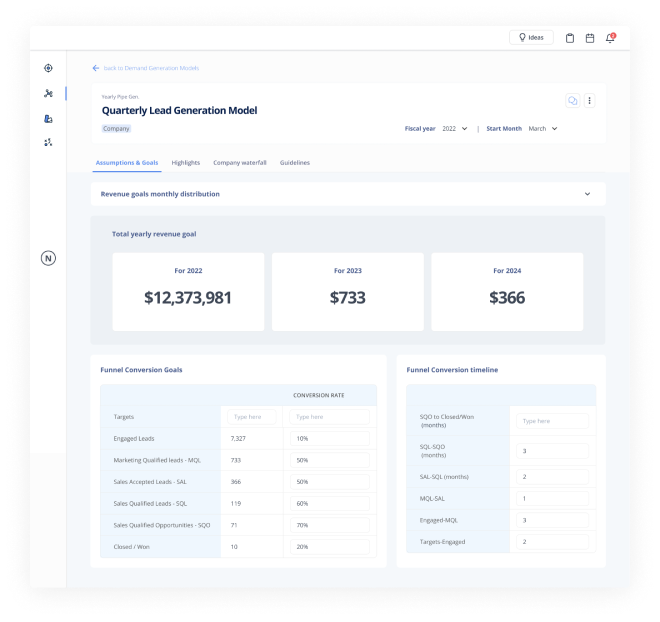 Ideas
2
back to Demand Generation Models
Yearly Pipe Gen.
Quarterly Lead Generation Model
Company
Fiscal year 2022 | Start Month March
Assumptions & Goals Highlights Company waterfall Guidelines
Revenue goals monthly distribution
N
Total yearly revenue goal
For 2022 For 2023 For 2024
$12,373,981 $733 $366
Funnel Conversion Goals
CONVERSION RATE
Targets Type here Type here
Engaged Leads 7,327 10%
Marketing Qualified leads - MQL 733 50%
Sales Accepted Leads - SAL 366 50%
Sales Qualified Leads - SQL 119 60%
Sales Qualified Opportunities - SQO 71 70%
Closed / Won 10 20%
Funnel Conversion timeline
SQO to Closed/Won
(months) Type here
SQL-SQO
(months) 3
SAL-SQL (months) 2
MQL-SAL 1
Engaged-MQL 3
Targets-Engaged 2